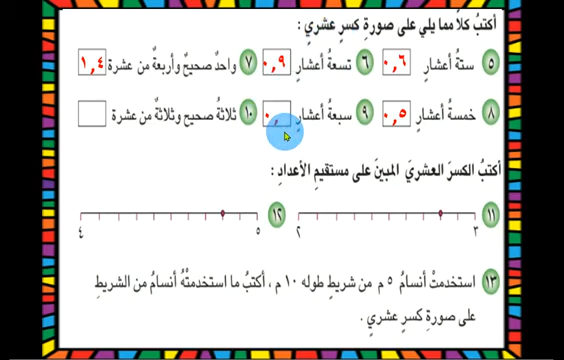 أكتبُ كلاً مما يلي على صورةِ كسرٍ عشريٍ :
٥ ستةُ أعشارٍ ٠,٦ ٦ تسعةُ أعشارٍ ٠,٩ ٧ واحدٌ صحيحٌ وأربعةٌ من عشرة ١,٤
٨ خمسةُ أعشارٍ ٠,٥ ٩ سبعةُ أعشارٍ ٠, ١٠ ثلاثةُ صحيح وثلاثةٌ من عشرة
أكتبُ الكسرَ العشريَ المبينَ على مستقيمِ الأعدادِ :
١١ ٢ ٣ ١٢ ٤ ٥
١٣ استخدمتْ أنسامُ ٥ م من شريطٍ طوله ١٠ م ، أكتبُ ما استخدمتْهُ أنسامُ من الشريطِ
على صورةِ كسرٍ عشريٍ .